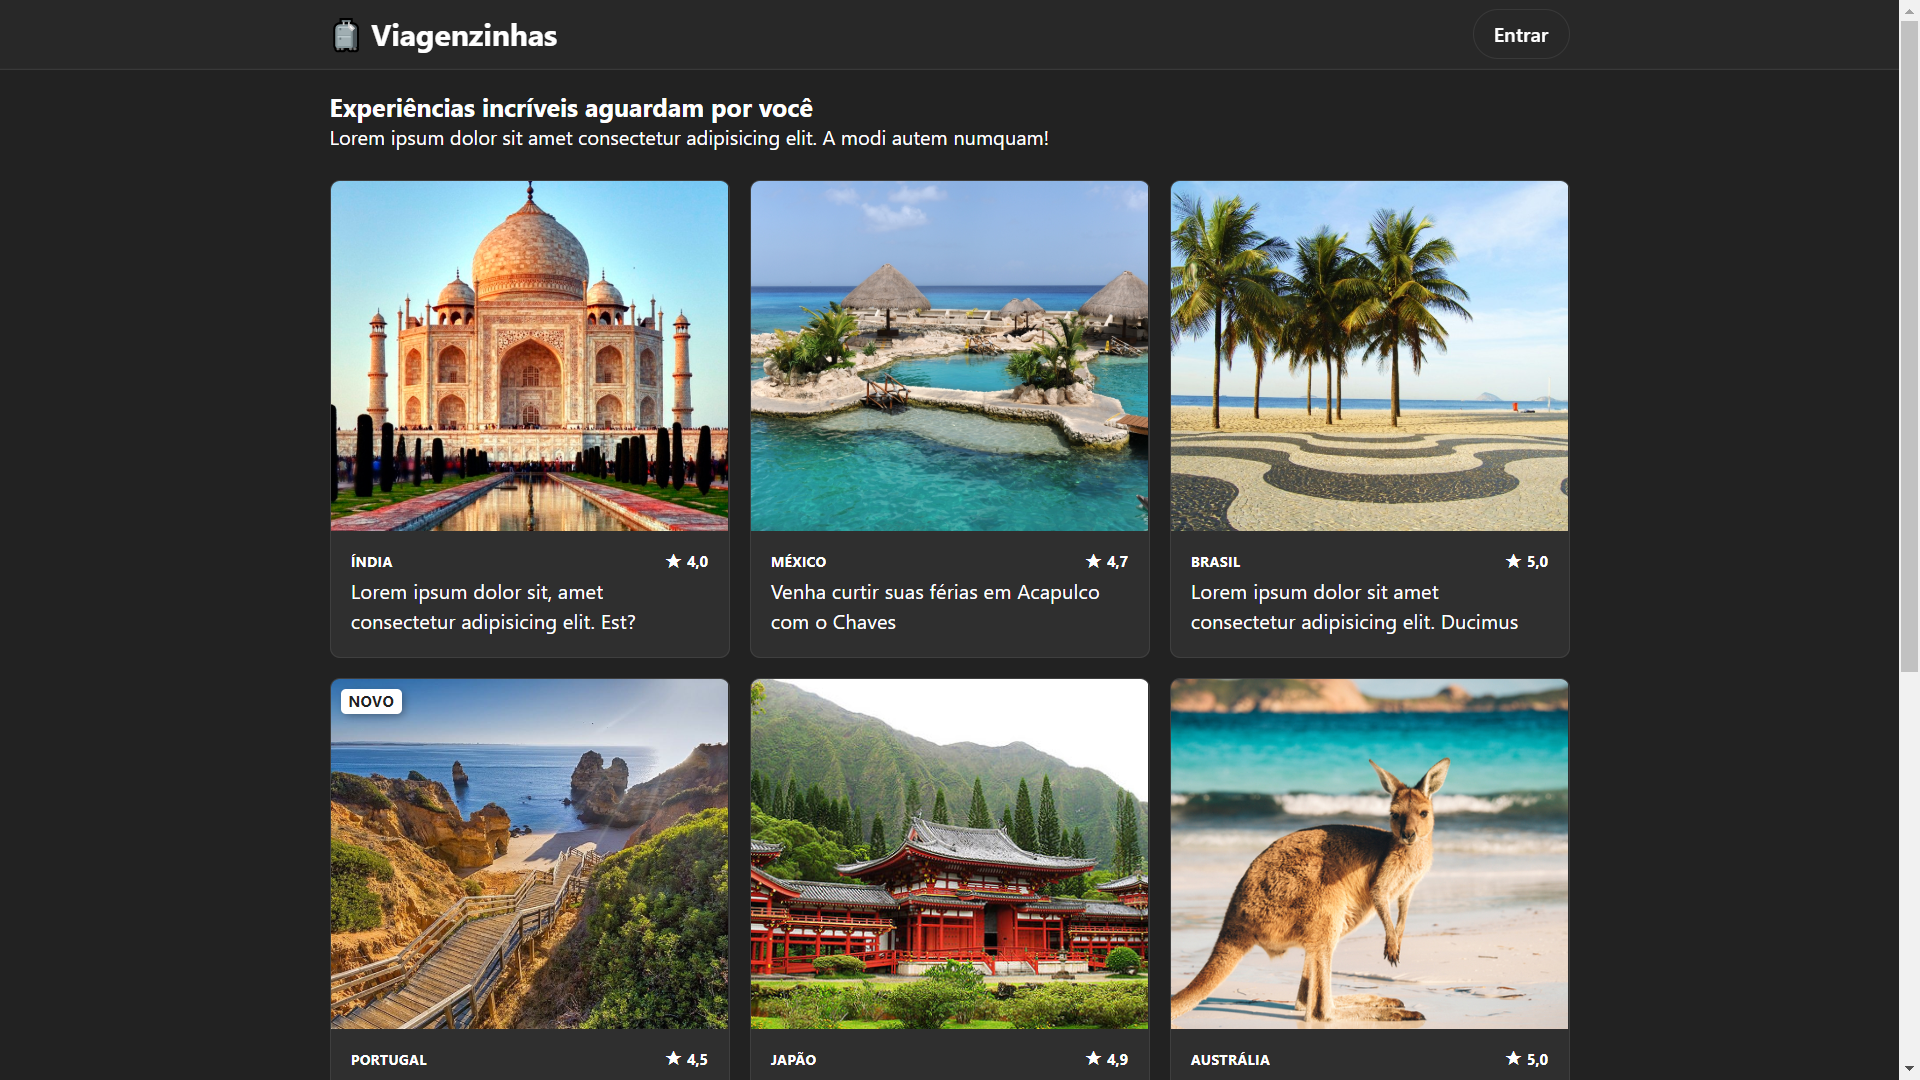 Viagenzinhas
Entrar
Experiências incríveis aguardam por você
Lorem ipsum dolor sit amet consectetur adipisicing elit. A modi autem numquam!
ÍNDIA ★ 4,0
Lorem ipsum dolor sit, amet
consectetur adipisicing elit. Est?
MÉXICO ★ 4,7
Venha curtir suas férias em Acapulco
com o Chaves
BRASIL ★ 5,0
Lorem ipsum dolor sit amet
consectetur adipisicing elit. Ducimus
NOVO
PORTUGAL ★ 4,5
JAPÃO ★ 4,9
AUSTRÁLIA ★ 5,0